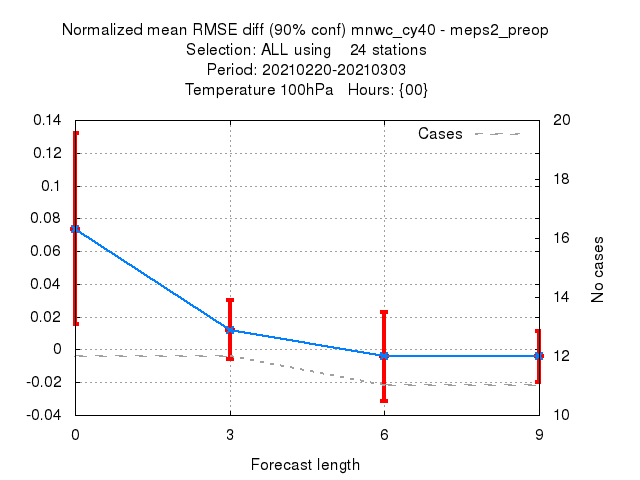 Normalized mean RMSE diff (90% conf) mnwc_cy40 - meps2_preop
Selection: ALL using 24 stations
Period: 20210220-20210303
Temperature 100hPa Hours: {00}
Cases
0.14
0.12
0.1
0.08
0.06
0.04
0.02
0
-0.02
-0.04
20
18
16
14
12
10
No cases
0 3 6 9
Forecast length